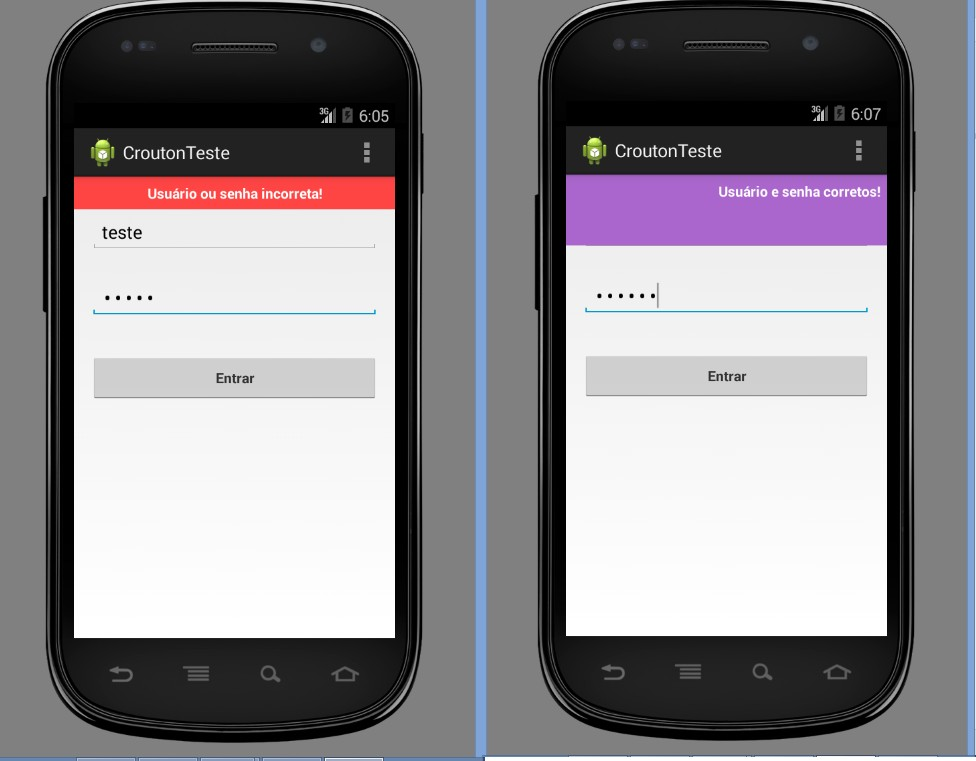 3G 6:05
CroutonTeste
Usuário ou senha incorreta!
teste
•••••
Entrar
3G 6:07
CroutonTeste
Usuário e senha corretos!
••••••
Entrar